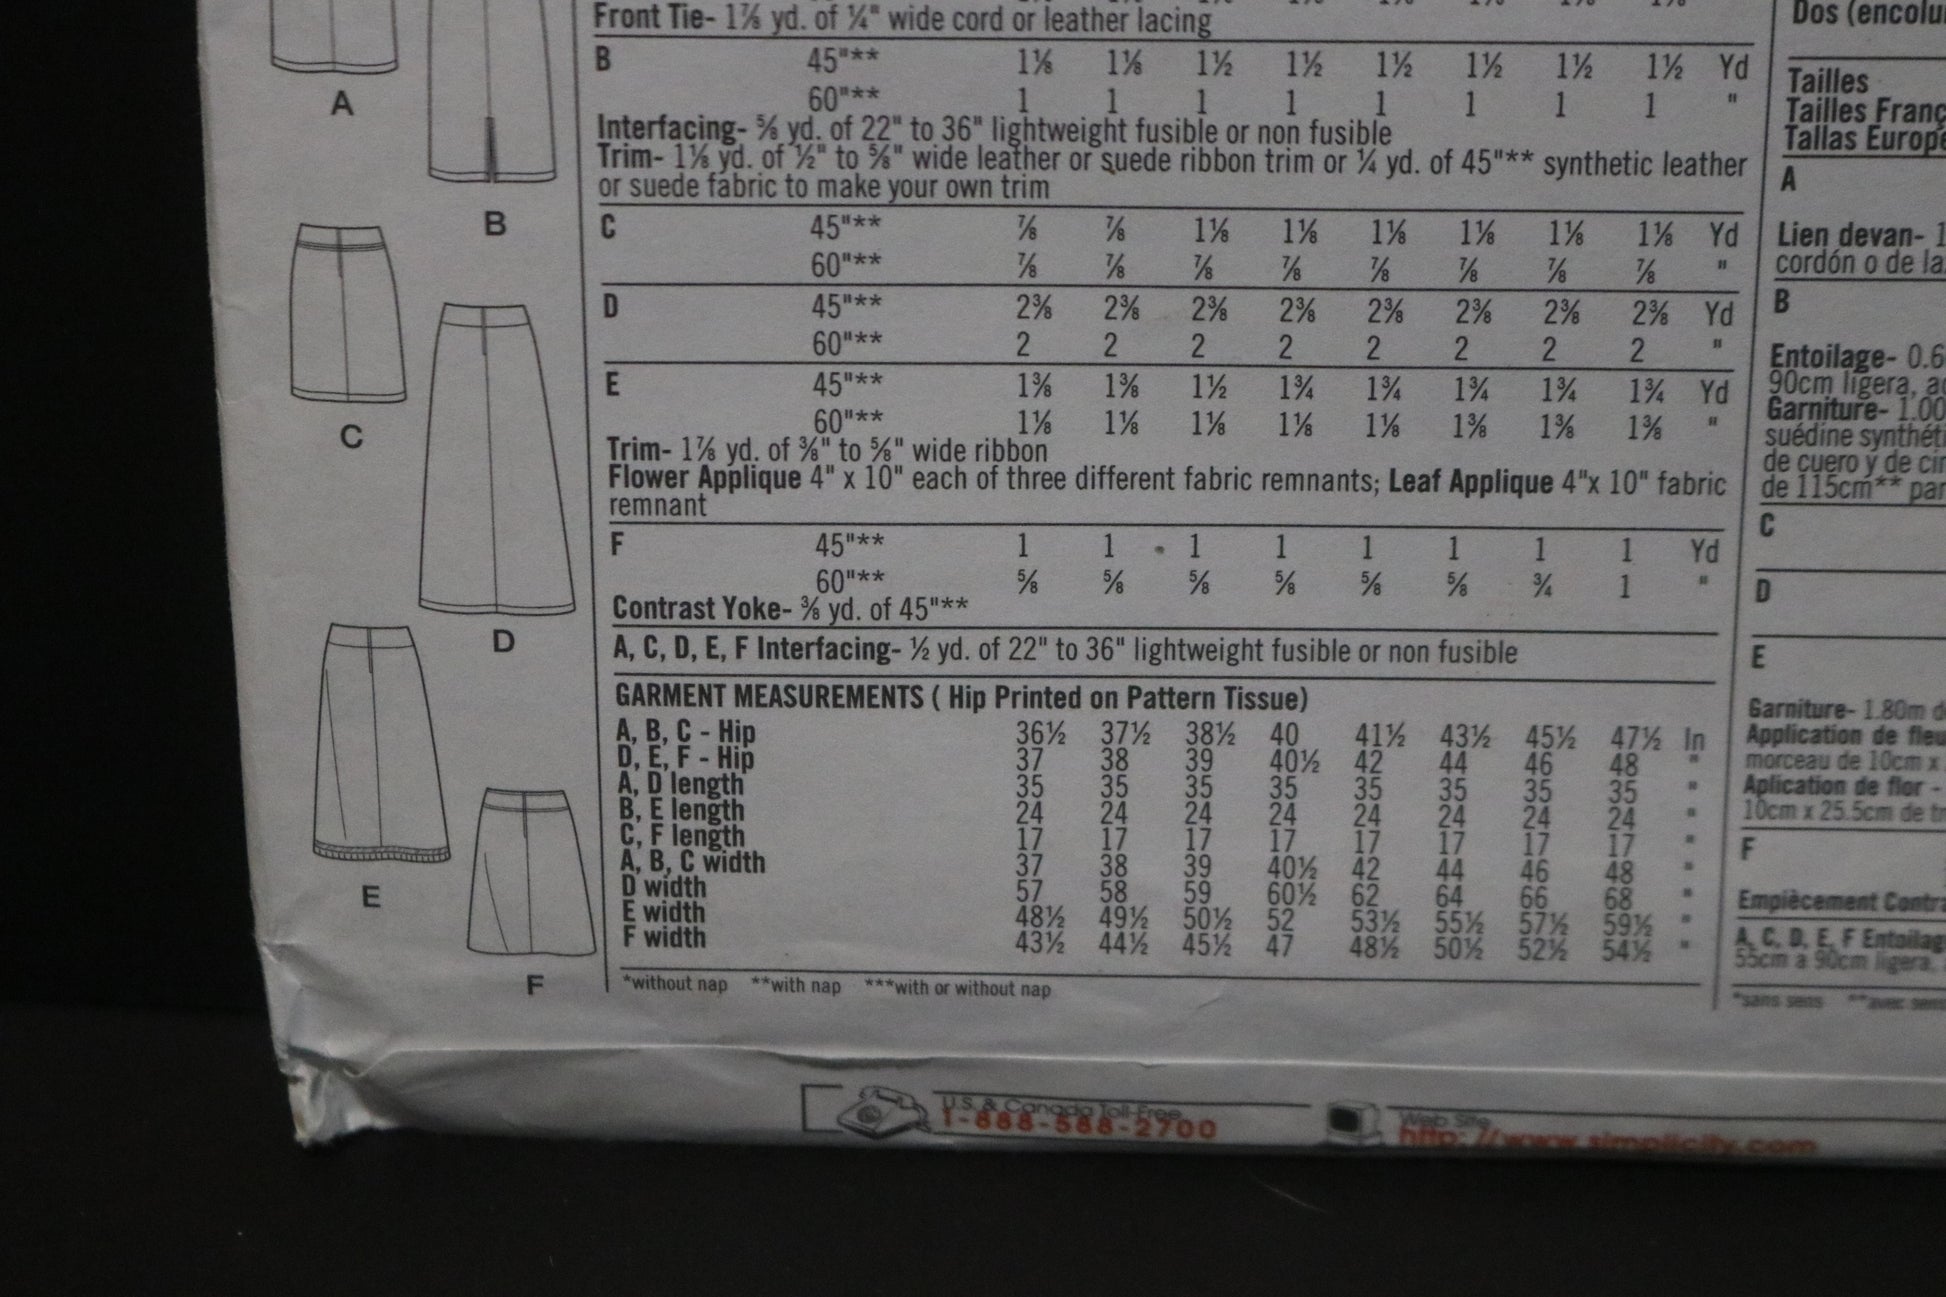 Front Tie- 1⅞ yd. of ¼" wide cord or leather lacing
B 45"** 1⅛ 1⅛ 1½ 1½ 1½ 1½ 1½ 1½ Yd
60"** 1 1 1 1 1 1 1 1 "
Interfacing- ⅝ yd. of 22" to 36" lightweight fusible or non fusible
Trim- 1⅛ yd. of ½" to ⅝" wide leather or suede ribbon trim or ¼ yd. of 45"** synthetic leather
or suede fabric to make your own trim
C 45"** ⅞ ⅞ 1⅛ 1⅛ 1⅛ 1⅛ 1⅛ 1⅛ Yd
60"** ⅞ ⅞ ⅞ ⅞ ⅞ ⅞ ⅞ ⅞ "
D 45"** 2⅜ 2⅜ 2⅜ 2⅜ 2⅜ 2⅜ 2⅜ 2⅜ Yd
60"** 2 2 2 2 2 2 2 2 "
E 45"** 1⅜ 1⅜ 1½ 1¾ 1¾ 1¾ 1¾ 1¾ Yd
60"** 1⅛ 1⅛ 1⅛ 1⅛ 1⅛ 1⅜ 1⅜ 1⅜ "
Trim- 1⅞ yd. of ⅜" to ⅝" wide ribbon
Flower Applique 4" x 10" each of three different fabric remnants; Leaf Applique 4"x 10" fabric
remnant
F 45"** 1 1 1 1 1 1 1 1 Yd
60"** ⅝ ⅝ ⅝ ⅝ ⅝ ⅝ ¾ 1 "
Contrast Yoke- ⅜ yd. of 45"**
A, C, D, E, F Interfacing- ½ yd. of 22" to 36" lightweight fusible or non fusible
GARMENT MEASUREMENTS ( Hip Printed on Pattern Tissue)
A, B, C - Hip 36½ 37½ 38½ 40 41½ 43½ 45½ 47½ In
D, E, F - Hip 37 38 39 40½ 42 44 46 48 "
A, D length 35 35 35 35 35 35 35 35 "
B, E length 24 24 24 24 24 24 24 24 "
C, F length 17 17 17 17 17 17 17 17 "
A, B, C width 37 38 39 40½ 42 44 46 48 "
D width 57 58 59 60½ 62 64 66 68 "
E width 48½ 49½ 50½ 52 53½ 55½ 57½ 59½ "
F width 43½ 44½ 45½ 47 48½ 50½ 52½ 54½ "
*without nap **with nap ***with or without nap
A
B
C
D
E
F
Dos (encolu
Tailles
Tailles Franç
Tallas Europe
A
Lien devan- 1
cordón o de la
B
Entoilage- 0.6
90cm ligera, a
Garniture- 1.00
suédine synthéti
de cuero y de cin
de 115cm** par
C
D
E
Garniture- 1.80m d
Application de fleu
morceau de 10cm x
Aplication de flor -
10cm x 25.5cm de tr
F
Empiècement Contra
A, C, D, E, F Entoilag
55cm a 90cm ligera,
*sans sens **avec sens
U.S. & Canada Toll-Free
1-888-588-2700
Web Site
http://www.simplicity.com